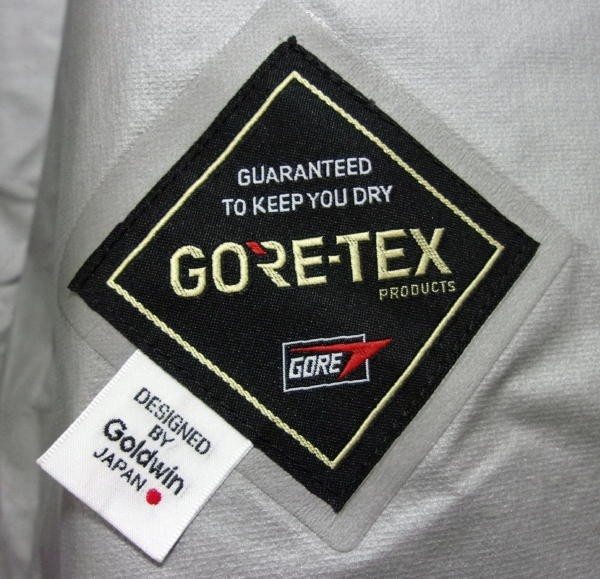 GUARANTEED
TO KEEP YOU DRY
GORE-TEX
PRODUCTS
GORE
DESIGNED
BY
Goldwin
JAPAN